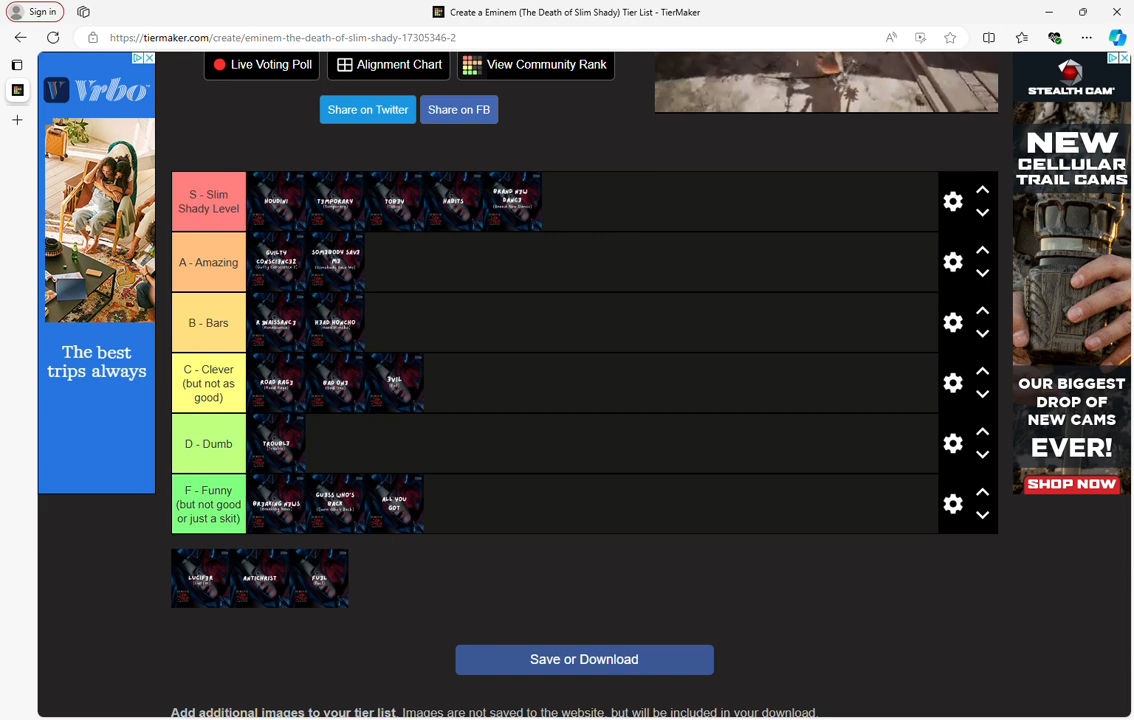 Sign in
Create a Eminem (The Death of Slim Shady) Tier List - TierMaker
https://tiermaker.com/create/eminem-the-death-of-slim-shady-17305346-2
Live Voting Poll
Alignment Chart
View Community Rank
Share on Twitter
Share on FB
Vrbo
The best
trips always
S - Slim
Shady Level
HOUDINI
T3MPORARY
TOB3Y
HABITS
BRAND N3W
DANC3
A - Amazing
GUILTY
CONSCI3NC3 2
SOM3BODY SAV3
M3
B - Bars
R3NAISSANC3
H3AD HONCHO
C - Clever
(but not as
good)
ROAD RAG3
BAD ON3
3VIL
D - Dumb
TROUBL3
F - Funny
(but not good
or just a skit)
BR3AKING N3WS
GU3SS WHO'S
BACK
ALL YOU
GOT
LUCIF3R
ANTICHRIST
FU3L
Save or Download
Add additional images to your tier list. Images are not saved to the website, but will be included in your download.
STEALTH CAM
NEW
CELLULAR
TRAIL CAMS
OUR BIGGEST
DROP OF
NEW CAMS
EVER!
SHOP NOW